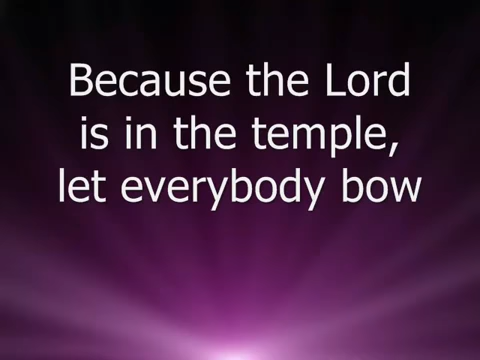 Because the Lord
is in the temple,
let everybody bow